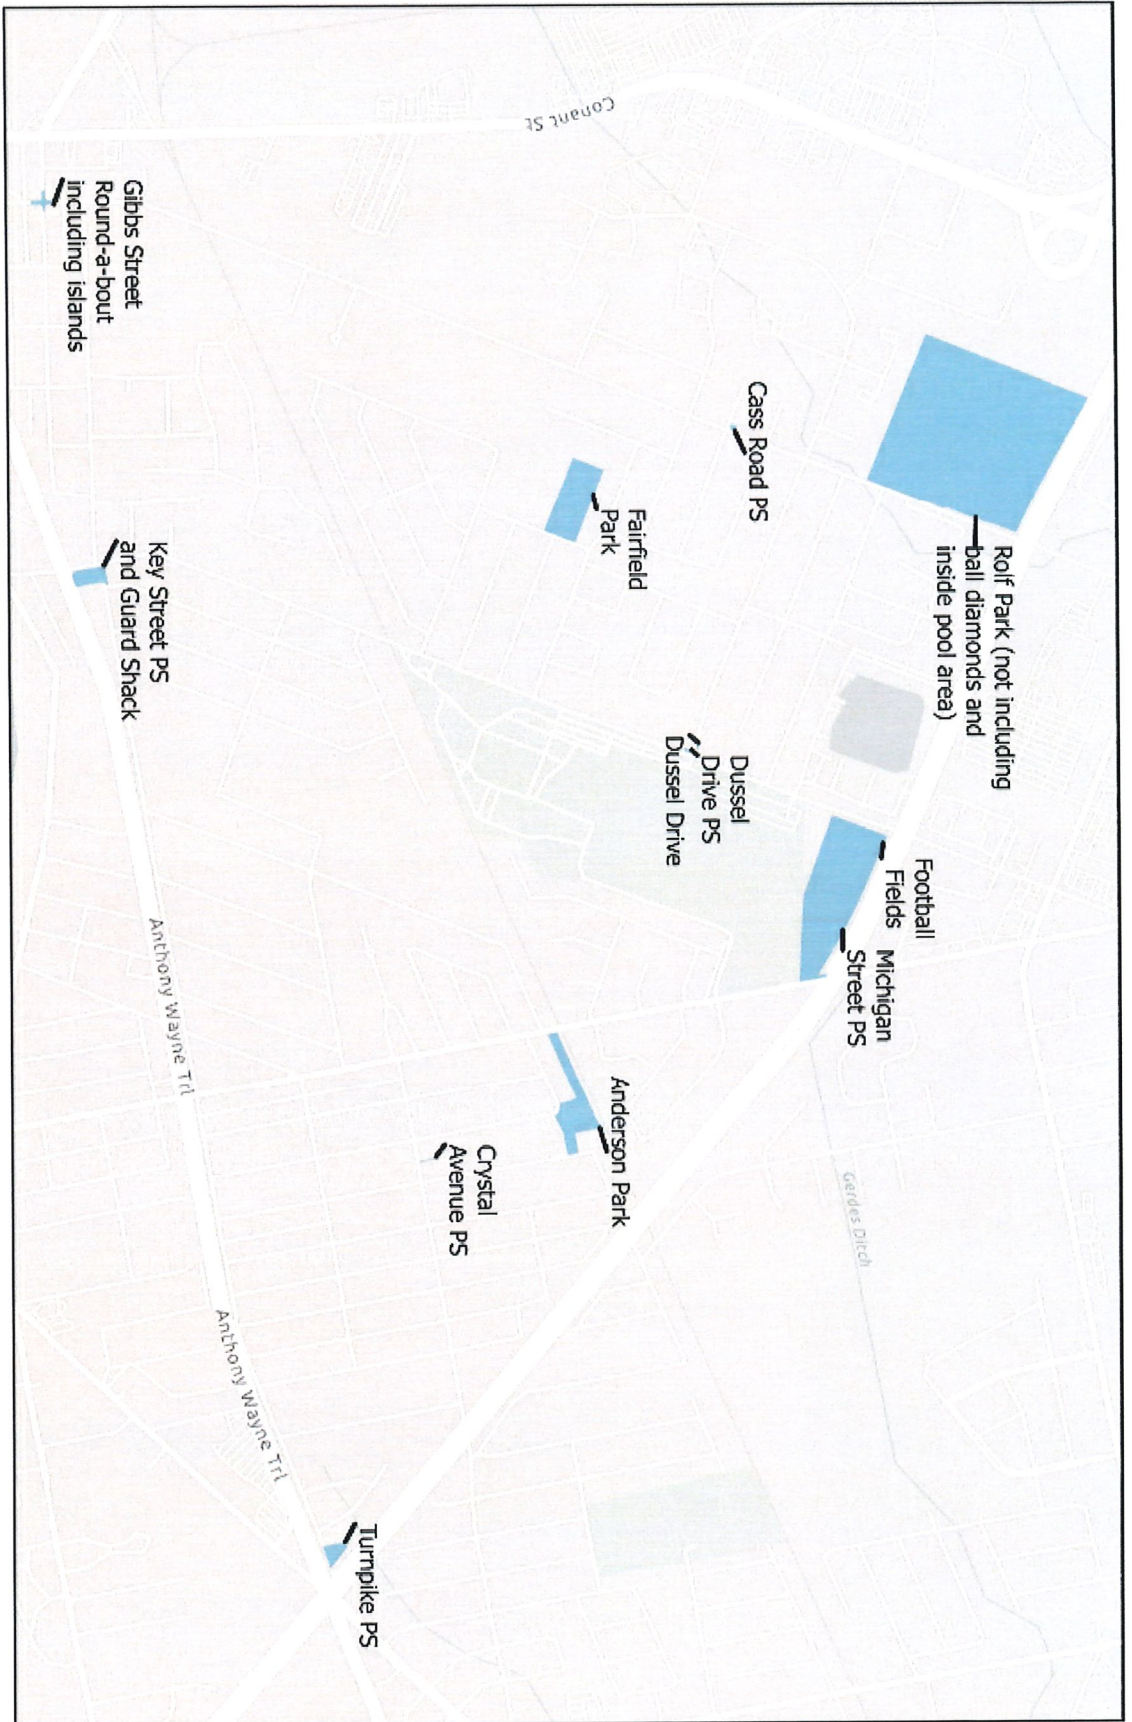 Conant St
Rolf Park (not including
ball diamonds and
inside pool area)
Cass Road PS
Fairfield
Park
Gibbs Street
Round-a-bout
including islands
Key Street PS
and Guard Shack
Football
Fields
Michigan
Street PS
Dussel
Drive PS
Dussel Drive
Anderson Park
Gerdes Ditch
Crystal
Avenue PS
Anthony Wayne Trl
Anthony Wayne Trl
Turnpike PS